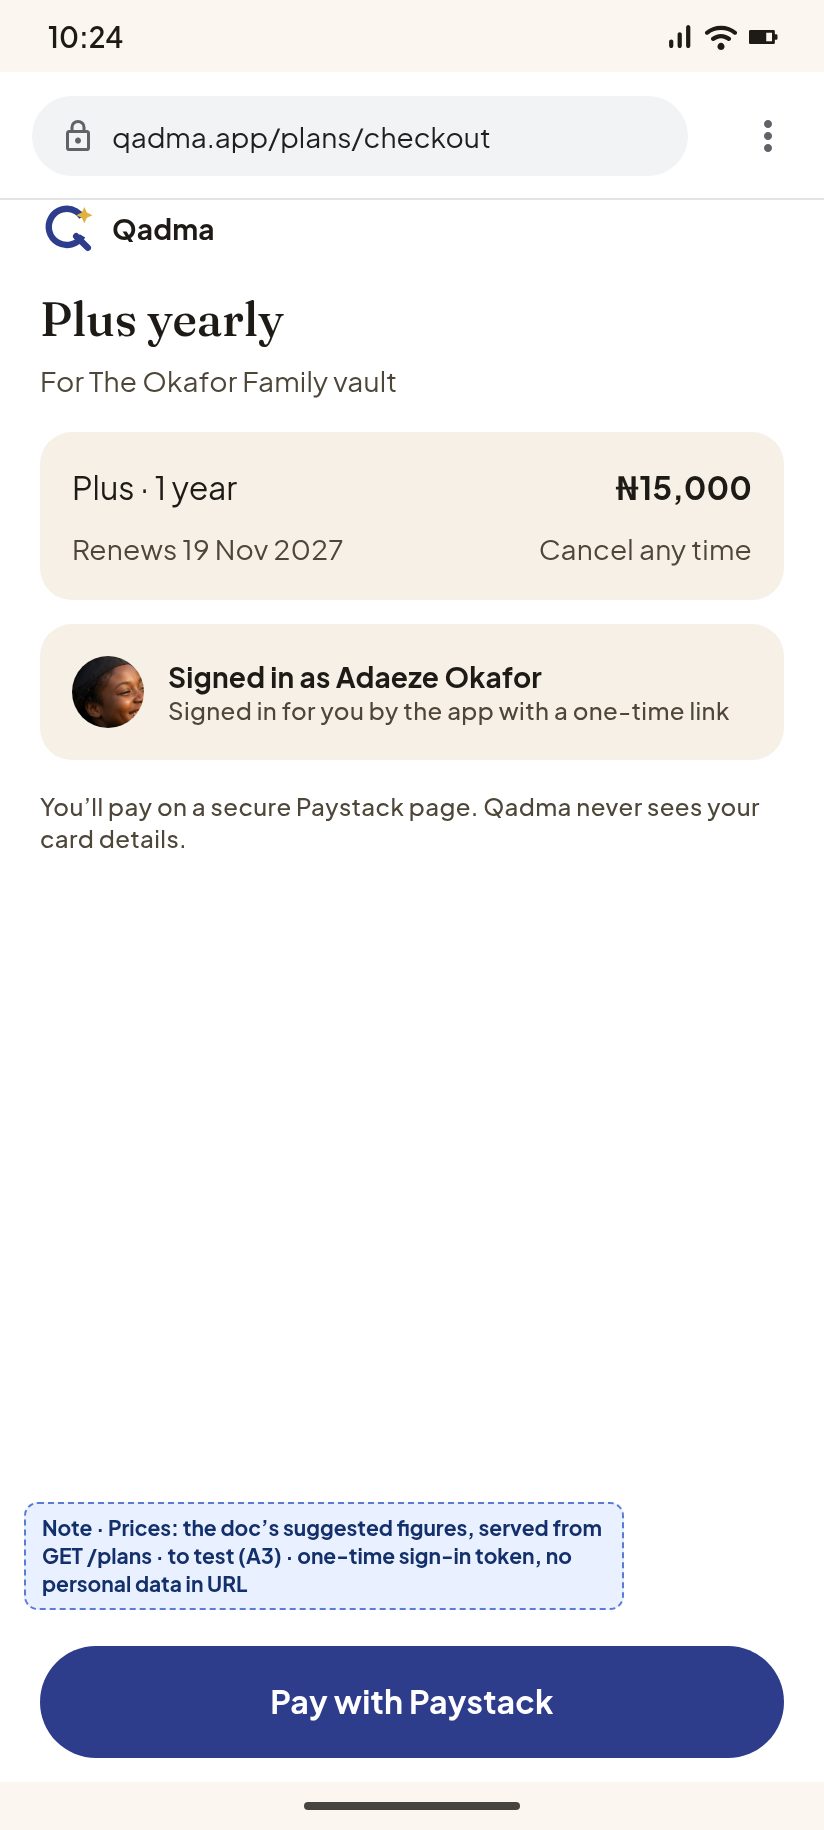 10:24
qadma.app/plans/checkout
Qadma
Plus yearly
For The Okafor Family vault
Plus · 1 year
₦15,000
Renews 19 Nov 2027
Cancel any time
Signed in as Adaeze Okafor
Signed in for you by the app with a one-time link
You’ll pay on a secure Paystack page. Qadma never sees your
card details.
Note · Prices: the doc’s suggested figures, served from
GET /plans · to test (A3) · one-time sign-in token, no
personal data in URL
Pay with Paystack